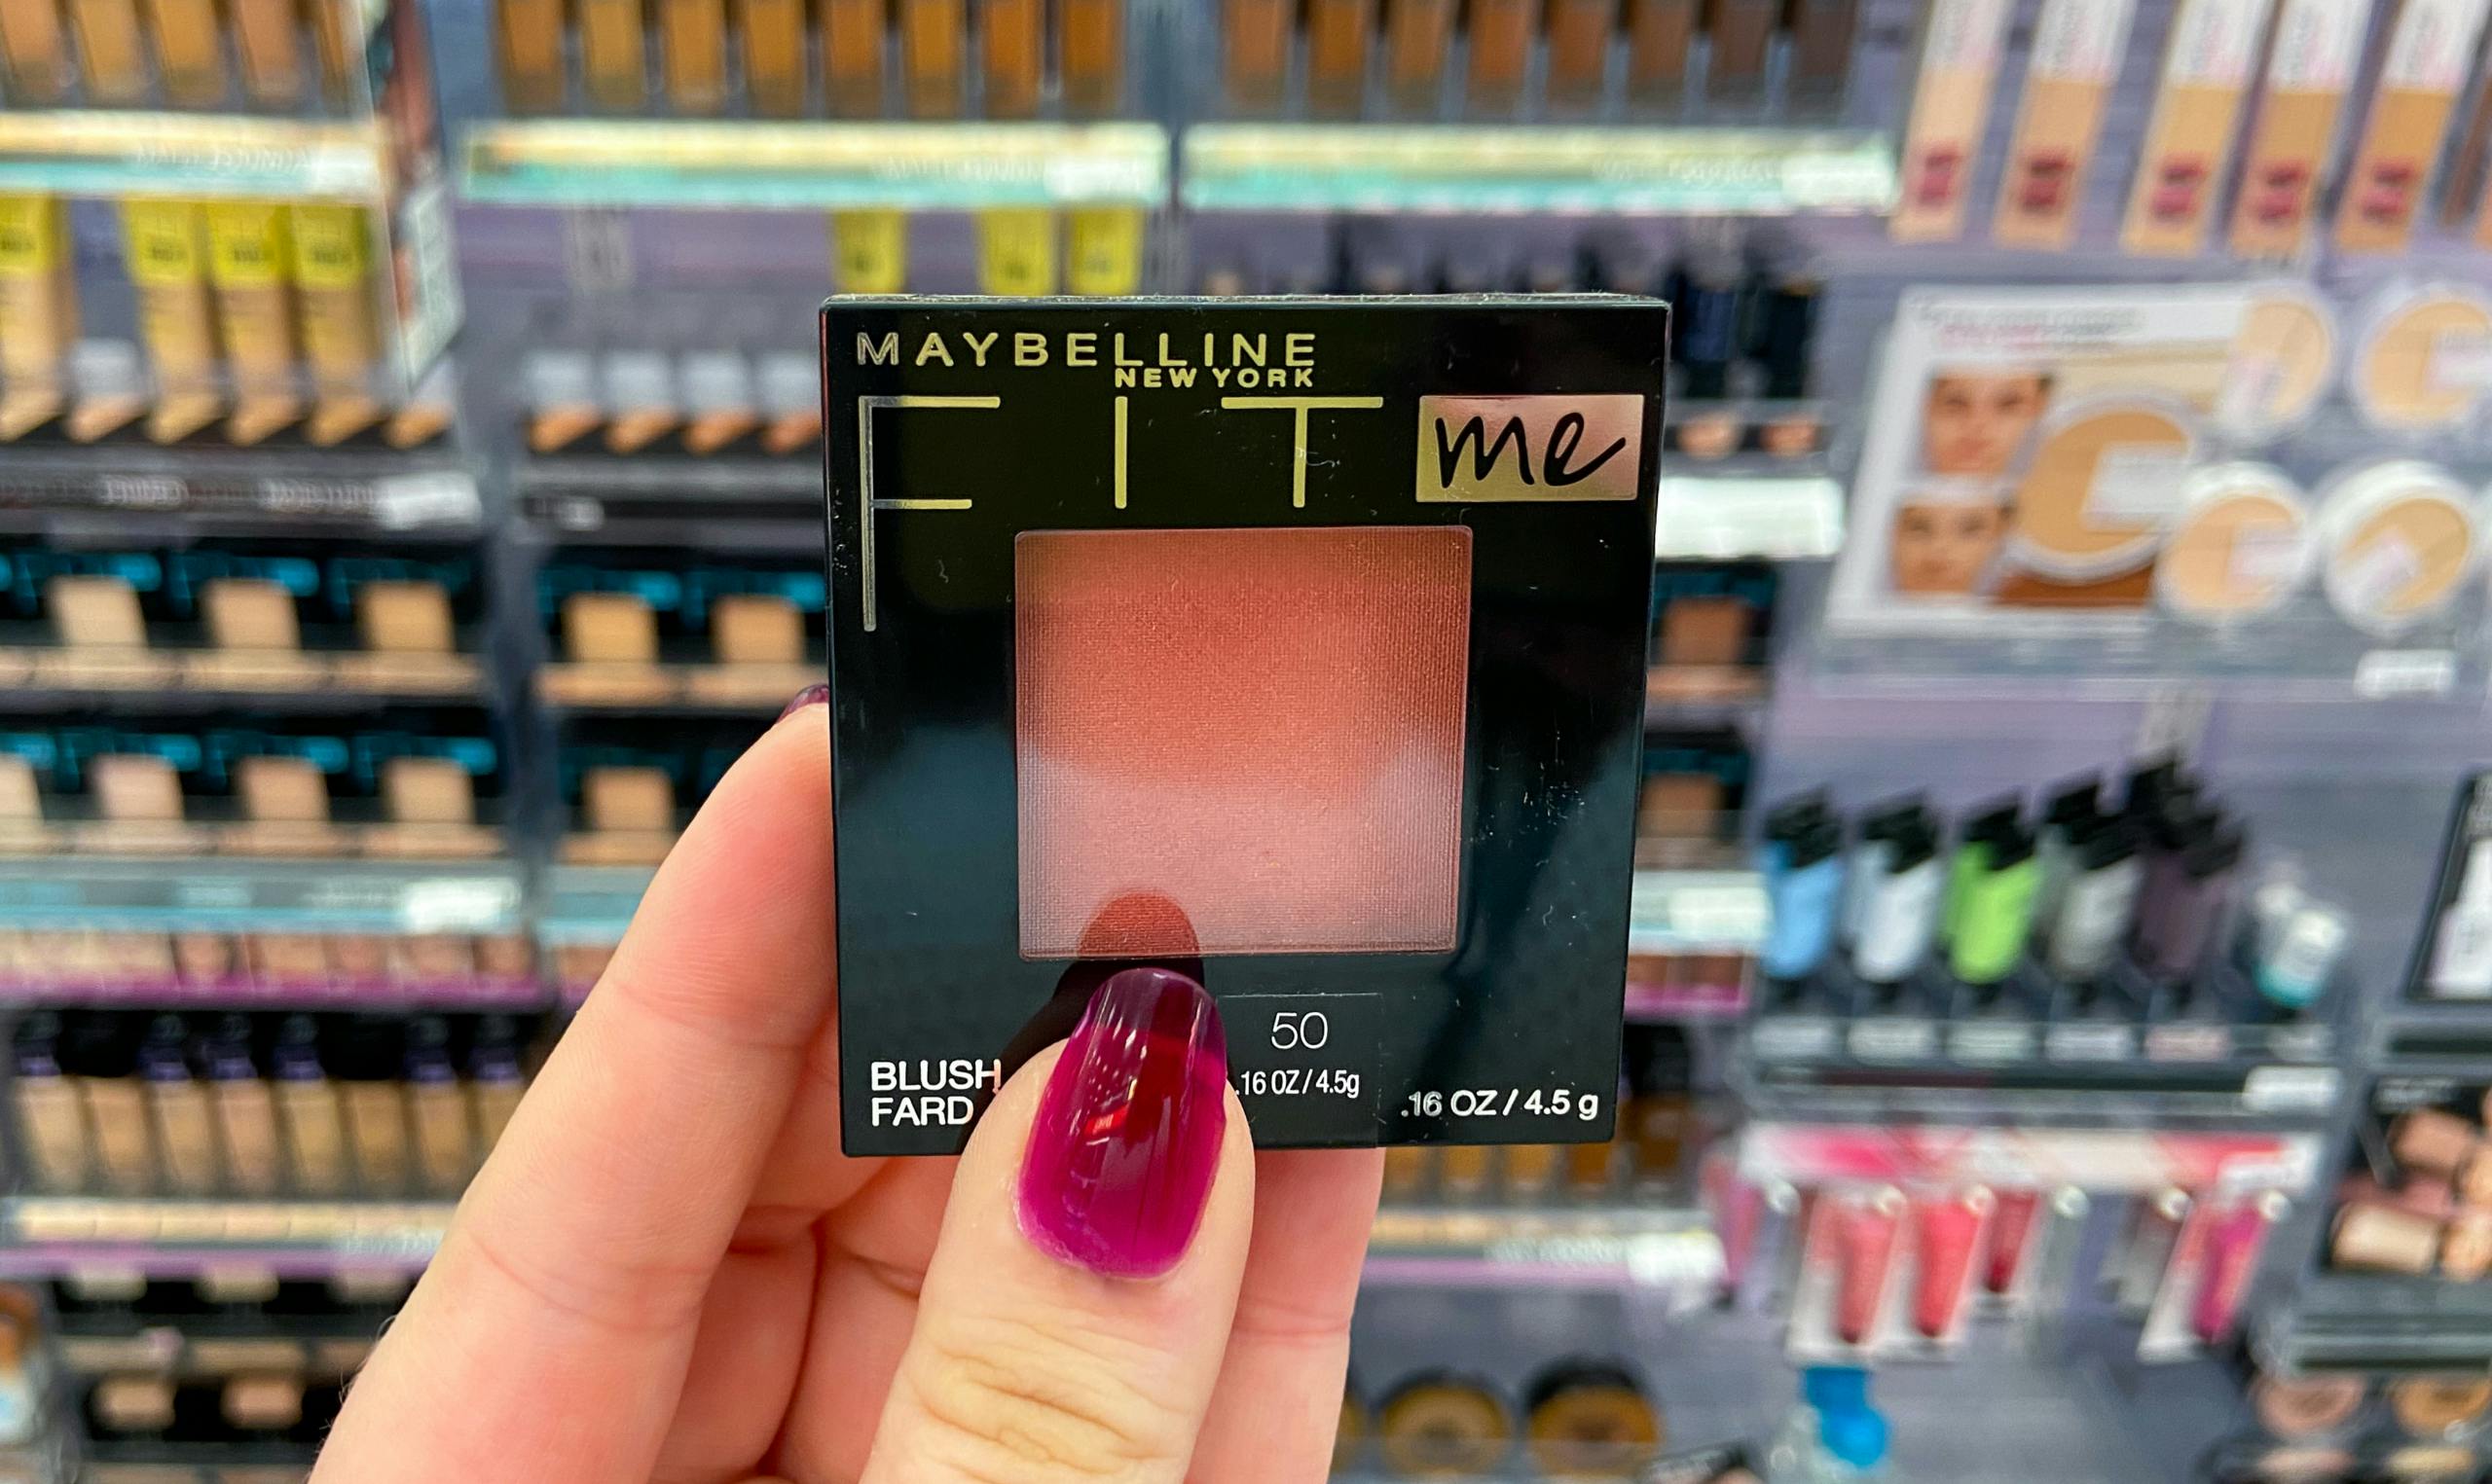 MAYBELLINE
NEW YORK
FIT me
50
.16 OZ / 4.5g
BLUSH
FARD
.16 OZ / 4.5 g